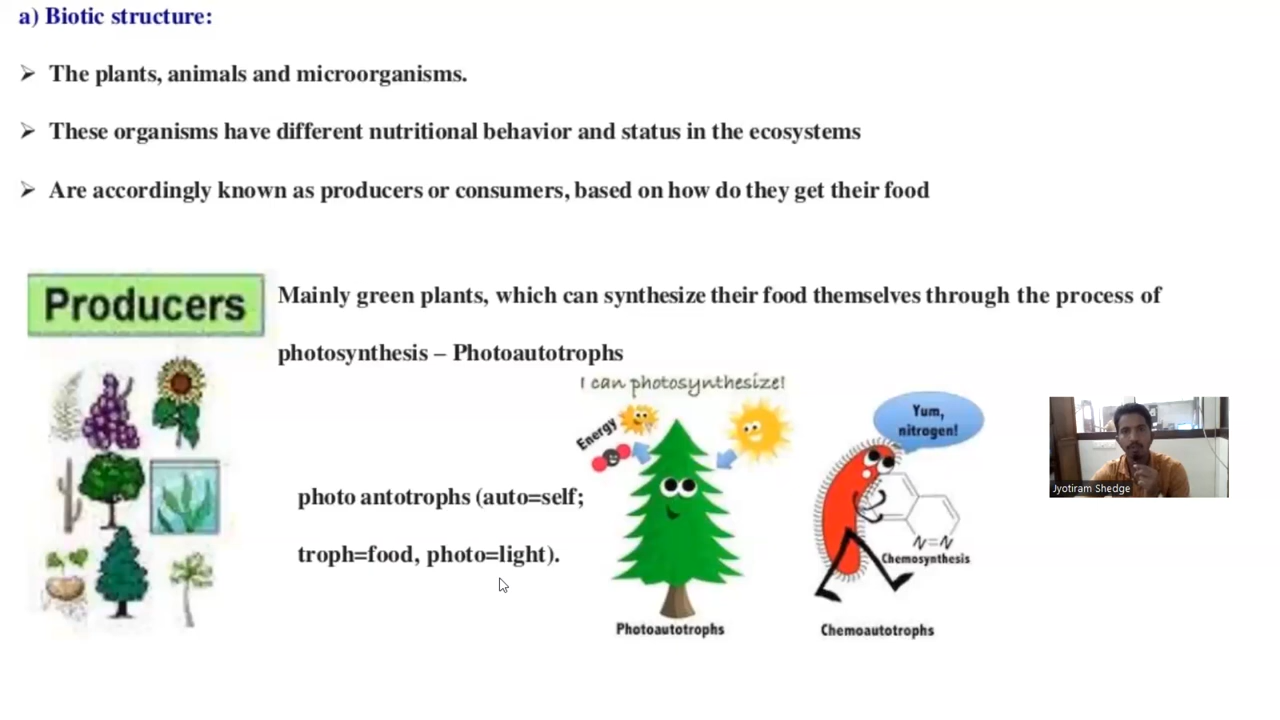 a) Biotic structure:
➢ The plants, animals and microorganisms.
➢ These organisms have different nutritional behavior and status in the ecosystems
➢ Are accordingly known as producers or consumers, based on how do they get their food
Producers
Mainly green plants, which can synthesize their food themselves through the process of
photosynthesis – Photoautotrophs
I can photosynthesize!
Energy
Yum,
nitrogen!
photo antotrophs (auto=self;
troph=food, photo=light).
N=N
Chemosynthesis
Photoautotrophs
Chemoautotrophs
Jyotiram Shedge